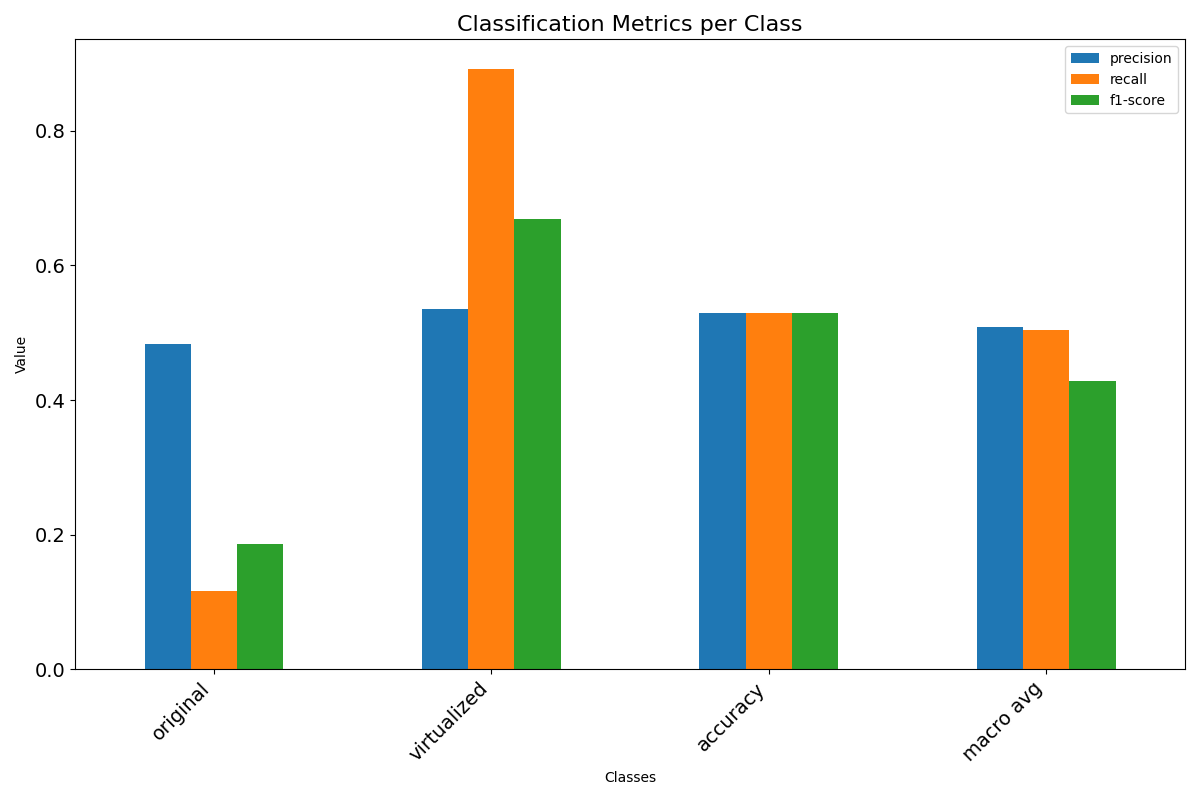 Classification Metrics per Class
precision
recall
f1-score
0.8
0.6
0.4
0.2
0.0
Value
original
virtualized
accuracy
macro avg
Classes